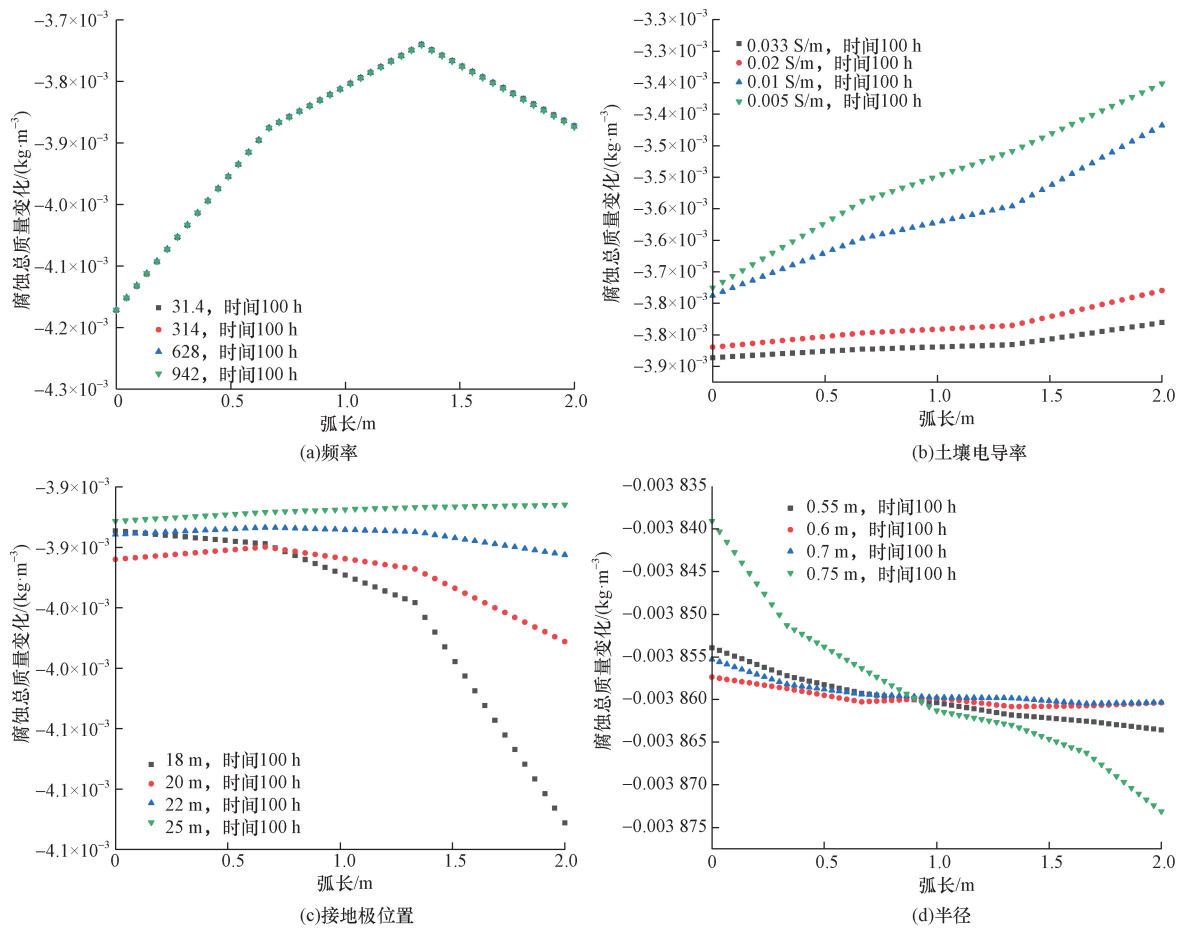 腐蚀总质量变化/(kg·m⁻³)
−3.7×10⁻³
−3.8×10⁻³
−3.9×10⁻³
−4.0×10⁻³
−4.1×10⁻³
−4.2×10⁻³
−4.3×10⁻³
31.4，时间100 h
314，时间100 h
628，时间100 h
942，时间100 h
0 0.5 1.0 1.5 2.0
弧长/m
(a)频率
腐蚀总质量变化/(kg·m⁻³)
−3.3×10⁻³
−3.3×10⁻³
−3.4×10⁻³
−3.4×10⁻³
−3.5×10⁻³
−3.5×10⁻³
−3.6×10⁻³
−3.6×10⁻³
−3.7×10⁻³
−3.8×10⁻³
−3.8×10⁻³
−3.9×10⁻³
0.033 S/m，时间100 h
0.02 S/m，时间100 h
0.01 S/m，时间100 h
0.005 S/m，时间100 h
0 0.5 1.0 1.5 2.0
弧长/m
(b)土壤电导率
腐蚀总质量变化/(kg·m⁻³)
−3.9×10⁻³
−3.9×10⁻³
−4.0×10⁻³
−4.0×10⁻³
−4.1×10⁻³
−4.1×10⁻³
−4.1×10⁻³
18 m，时间100 h
20 m，时间100 h
22 m，时间100 h
25 m，时间100 h
0 0.5 1.0 1.5 2.0
弧长/m
(c)接地极位置
腐蚀总质量变化/(kg·m⁻³)
−0.003 835
−0.003 840
−0.003 845
−0.003 850
−0.003 855
−0.003 860
−0.003 865
−0.003 870
−0.003 875
0.55 m，时间100 h
0.6 m，时间100 h
0.7 m，时间100 h
0.75 m，时间100 h
0 0.5 1.0 1.5 2.0
弧长/m
(d)半径